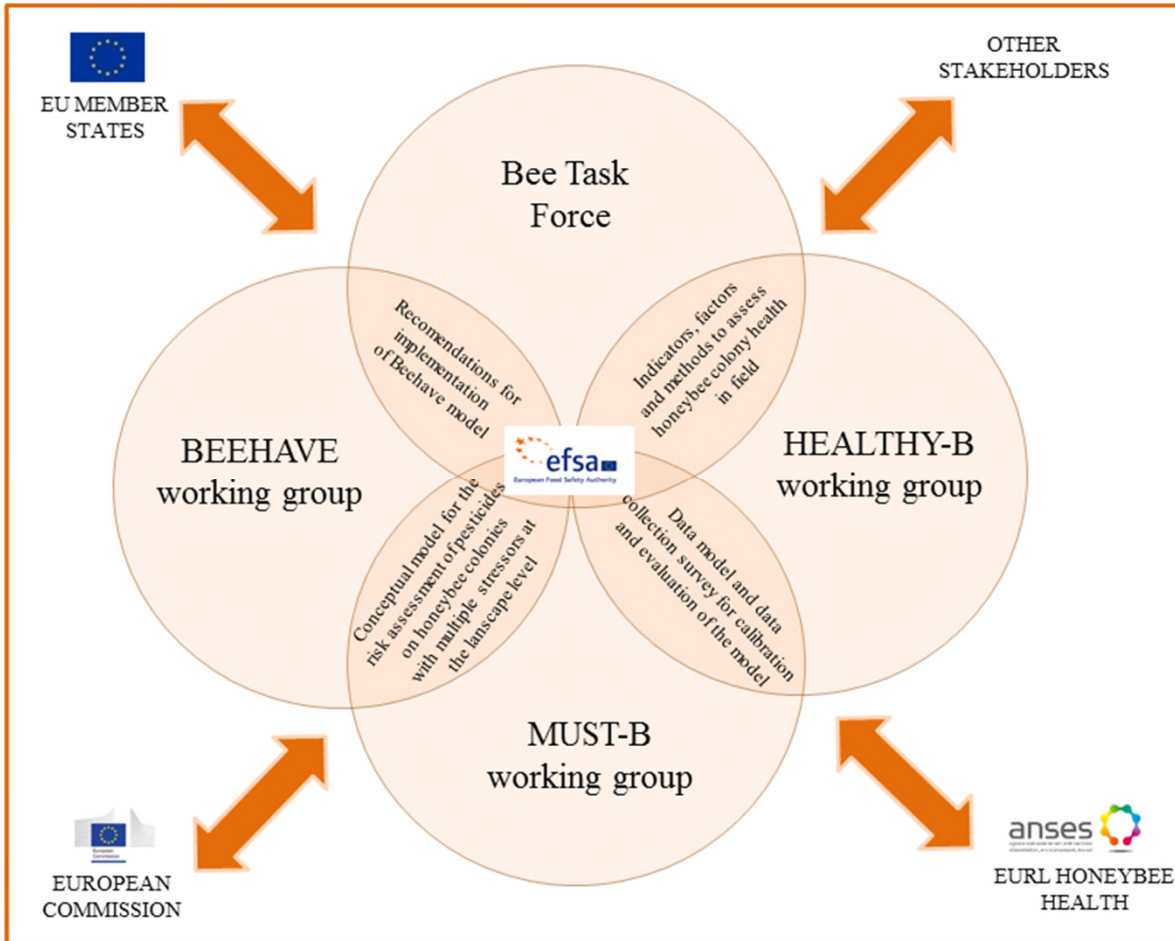 EU MEMBER
STATES
OTHER
STAKEHOLDERS
Bee Task
Force
Recomendations for
implementation
of Beehave model
Indicators, factors
and methods to assess
honeybee colony health
in field
BEEHAVE
working group
efsa
European Food Safety Authority
HEALTHY-B
working group
Conceptual model for the
risk assessment of pesticides
on honeybee colonies
with multiple stressors at
the lanscape level
Data model and data
collection survey for calibration
and evaluation of the model
MUST-B
working group
European
Commission
EUROPEAN
COMMISSION
anses
EURL HONEYBEE
HEALTH